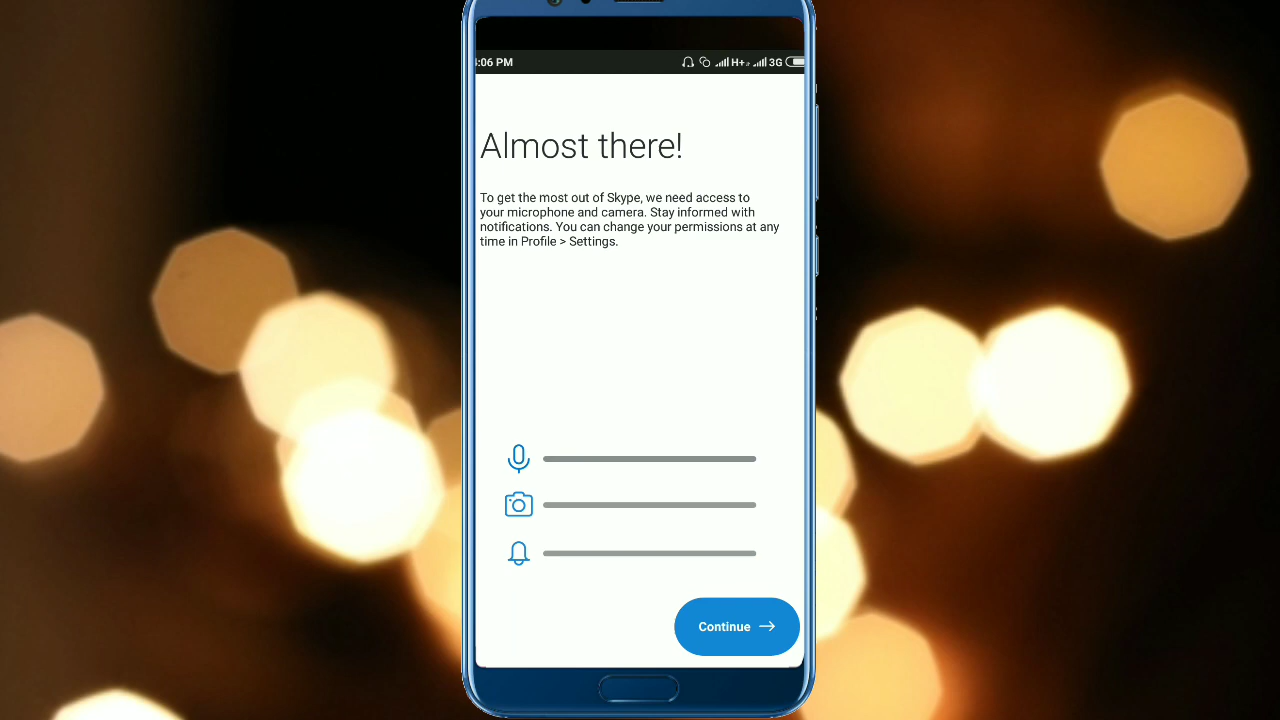 :06 PM
H+ 3G
Almost there!
To get the most out of Skype, we need access to
your microphone and camera. Stay informed with
notifications. You can change your permissions at any
time in Profile > Settings.
Continue